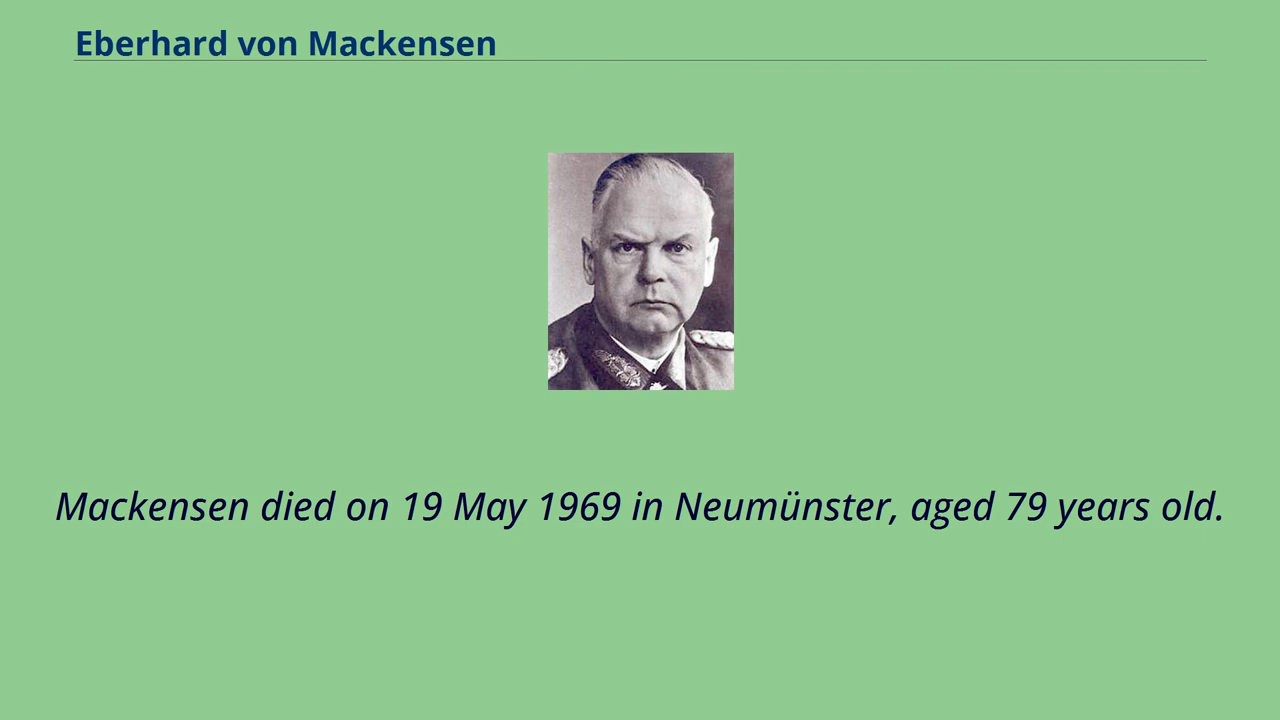 Eberhard von Mackensen
Mackensen died on 19 May 1969 in Neumünster, aged 79 years old.